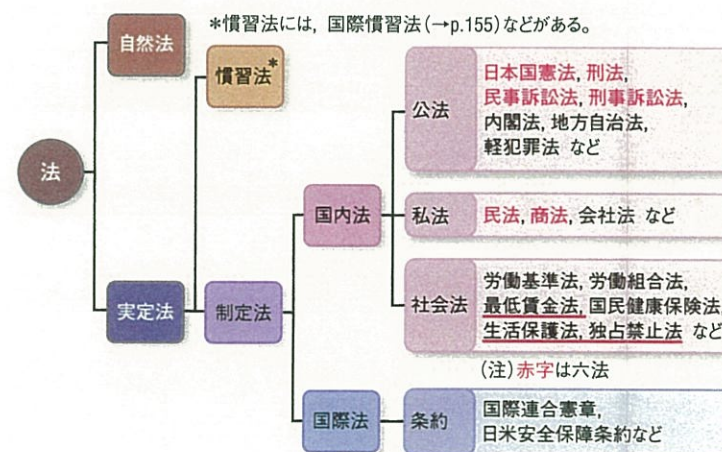 *慣習法には, 国際慣習法(→p.155)などがある。
自然法
慣習法*
法
公法
日本国憲法, 刑法,
民事訴訟法, 刑事訴訟法,
内閣法, 地方自治法,
軽犯罪法 など
国内法
私法
民法, 商法, 会社法 など
実定法
制定法
社会法
労働基準法, 労働組合法,
最低賃金法, 国民健康保険法,
生活保護法, 独占禁止法 など
(注)赤字は六法
国際法
条約
国際連合憲章,
日米安全保障条約など